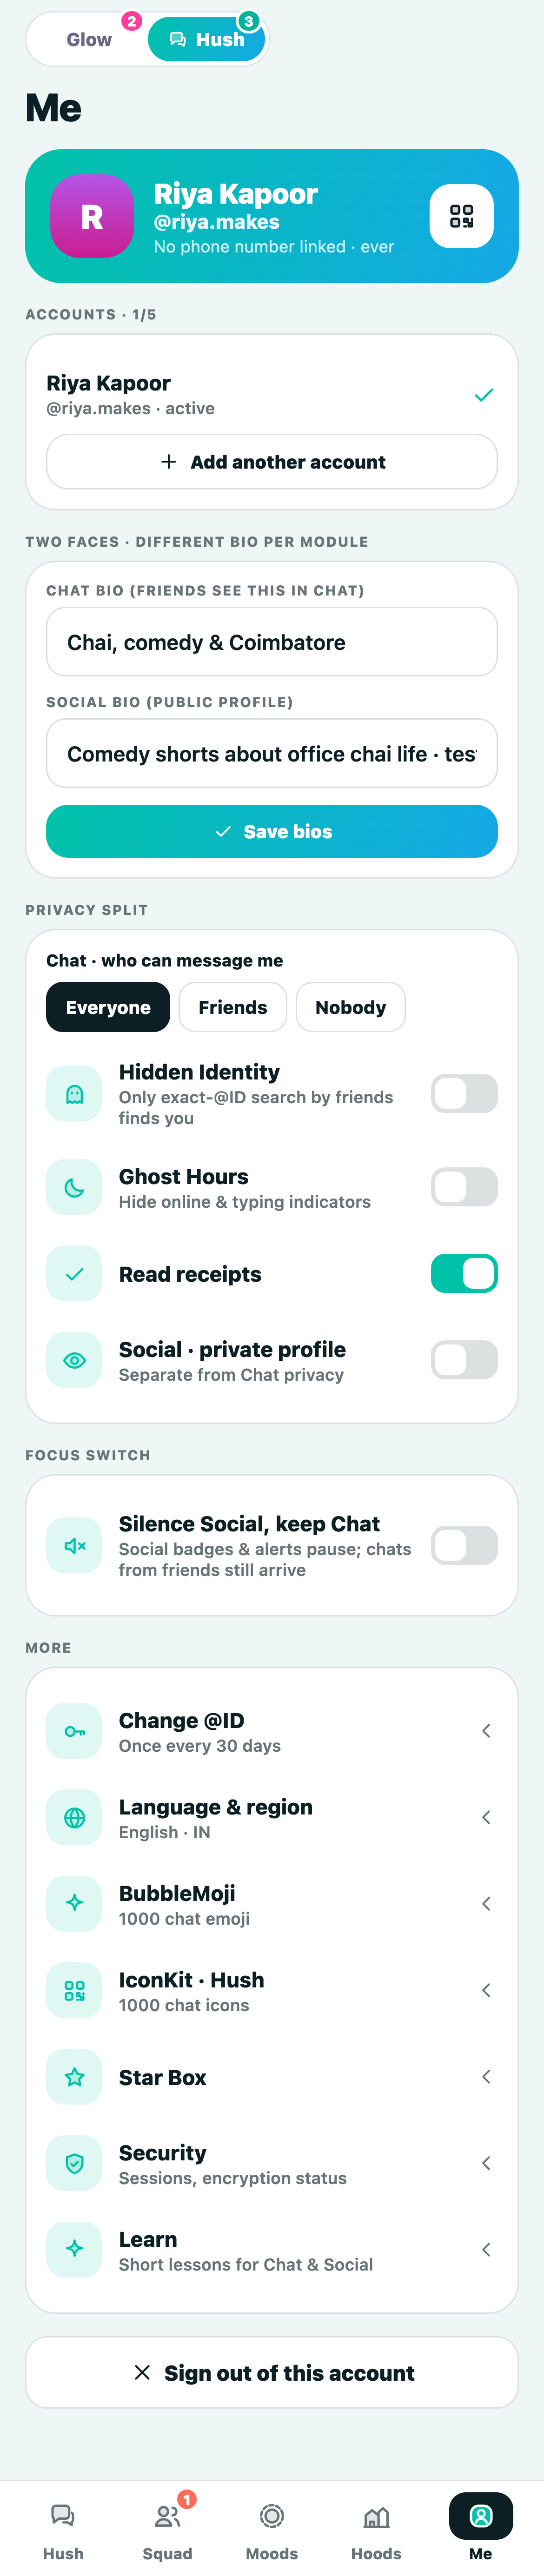 Glow
2
Hush
3
Me
R
Riya Kapoor
@riya.makes
No phone number linked · ever
ACCOUNTS · 1/5
Riya Kapoor
@riya.makes · active
Add another account
TWO FACES · DIFFERENT BIO PER MODULE
CHAT BIO (FRIENDS SEE THIS IN CHAT)
Chai, comedy & Coimbatore
SOCIAL BIO (PUBLIC PROFILE)
Comedy shorts about office chai life · tes
Save bios
PRIVACY SPLIT
Chat · who can message me
Everyone
Friends
Nobody
Hidden Identity
Only exact-@ID search by friends
finds you
Ghost Hours
Hide online & typing indicators
Read receipts
Social · private profile
Separate from Chat privacy
FOCUS SWITCH
Silence Social, keep Chat
Social badges & alerts pause; chats
from friends still arrive
MORE
Change @ID
Once every 30 days
Language & region
English · IN
BubbleMoji
1000 chat emoji
IconKit · Hush
1000 chat icons
Star Box
Security
Sessions, encryption status
Learn
Short lessons for Chat & Social
Sign out of this account
1
Hush
Squad
Moods
Hoods
Me